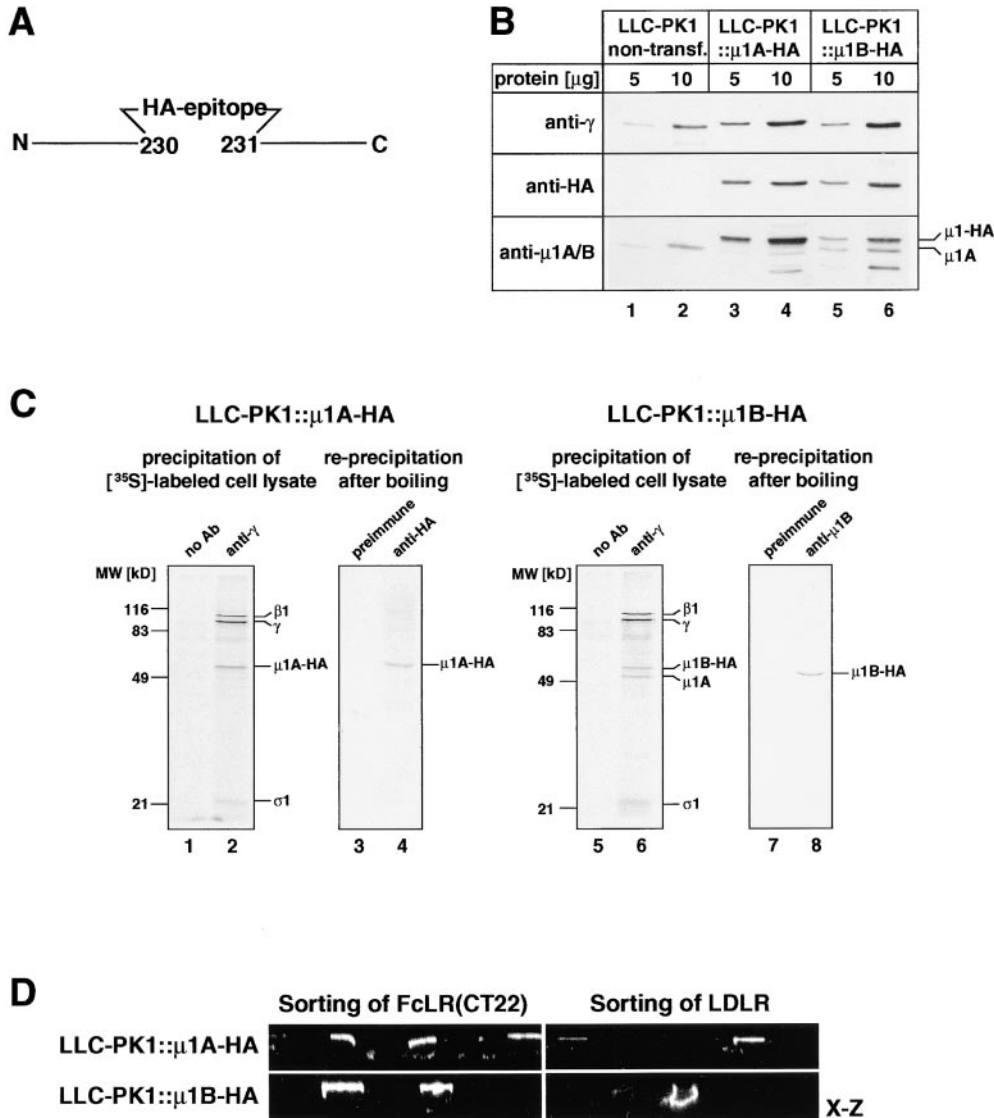 A
HA-epitope
N
230
231
C
B
LLC-PK1 non-transf.
LLC-PK1 ::μ1A-HA
LLC-PK1 ::μ1B-HA
protein [μg]
5
10
5
10
5
10
anti-γ
anti-HA
anti-μ1A/B
μ1-HA
μ1A
1 2 3 4 5 6
C
LLC-PK1::μ1A-HA
LLC-PK1::μ1B-HA
precipitation of
[³⁵S]-labeled cell lysate
re-precipitation
after boiling
precipitation of
[³⁵S]-labeled cell lysate
re-precipitation
after boiling
no Ab
anti-γ
preimmune
anti-HA
no Ab
anti-γ
preimmune
anti-μ1B
MW [kD]
116
83
49
21
β1
γ
μ1A-HA
σ1
μ1A-HA
MW [kD]
116
83
49
21
β1
γ
μ1B-HA
μ1A
σ1
μ1B-HA
1 2 3 4 5 6 7 8
D
Sorting of FcLR(CT22)
Sorting of LDLR
LLC-PK1::μ1A-HA
LLC-PK1::μ1B-HA
X-Z